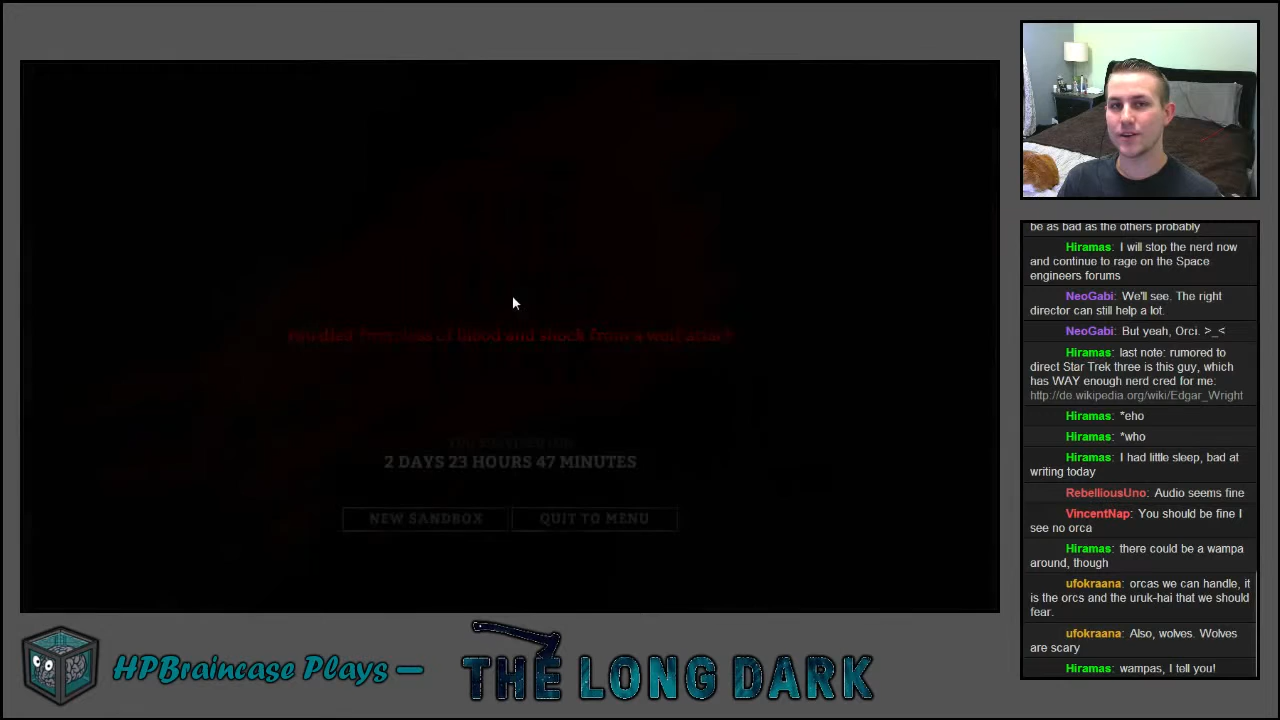 of blood and shock from a wolf attack
2 DAYS 23 HOURS 47 MINUTES
NEW SANDBOX
QUIT TO MENU
be as bad as the others probably
Hiramas: I will stop the nerd now
and continue to rage on the Space
engineers forums
NeoGabi: We'll see. The right
director can still help a lot.
NeoGabi: But yeah, Orci. >_<
Hiramas: last note: rumored to
direct Star Trek three is this guy, which
has WAY enough nerd cred for me:
http://de.wikipedia.org/wiki/Edgar_Wright
Hiramas: *eho
Hiramas: *who
Hiramas: I had little sleep, bad at
writing today
RebelliousUno: Audio seems fine
VincentNap: You should be fine I
see no orca
Hiramas: there could be a wampa
around, though
ufokraana: orcas we can handle, it
is the orcs and the uruk-hai that we should
fear.
ufokraana: Also, wolves. Wolves
are scary
Hiramas: wampas, I tell you!
HPBraincase Plays –
THE LONG DARK